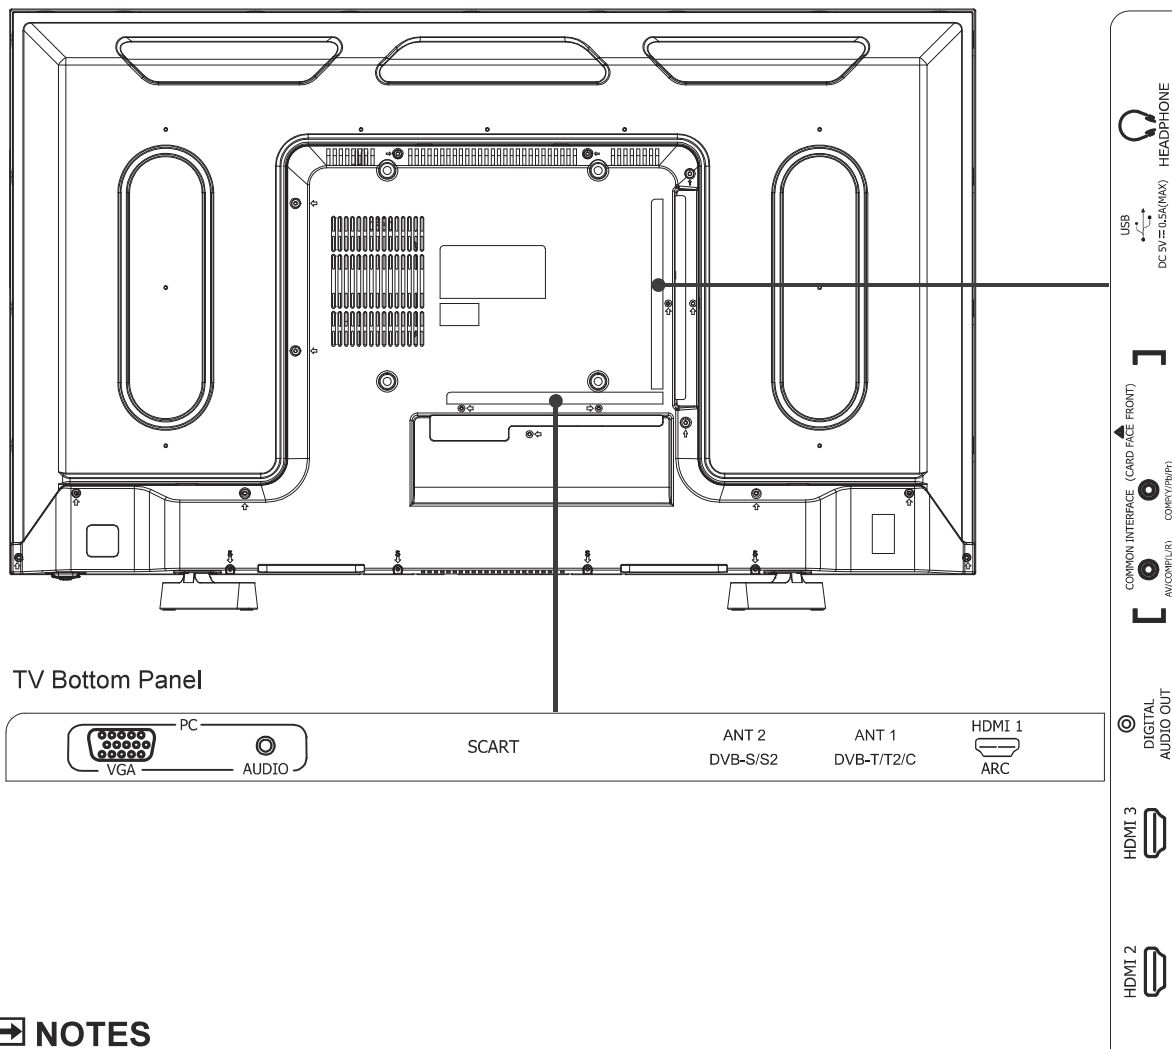 TV Bottom Panel
PC
VGA
AUDIO
SCART
ANT 2
DVB-S/S2
ANT 1
DVB-T/T2/C
HDMI 1
ARC
HEADPHONE
USB
DC 5V 0.5A(MAX)
COMMON INTERFACE (CARD FACE FRONT)
COMP(Y/Pb/Pr)
AV/COMP(L/R)
DIGITAL
AUDIO OUT
HDMI 3
HDMI 2
NOTES